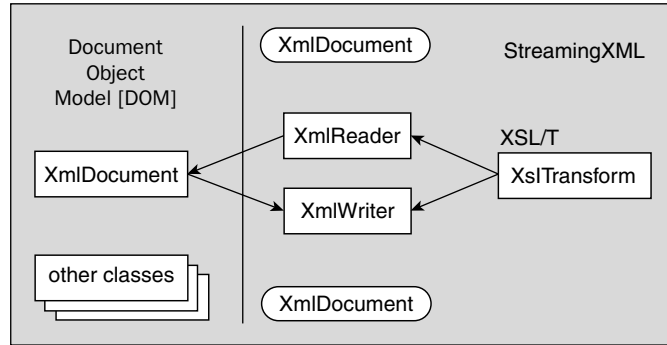 Document
Object
Model [DOM]
XmlDocument
StreamingXML
XmlReader
XSL/T
XmlDocument
XslTransform
XmlWriter
other classes
XmlDocument